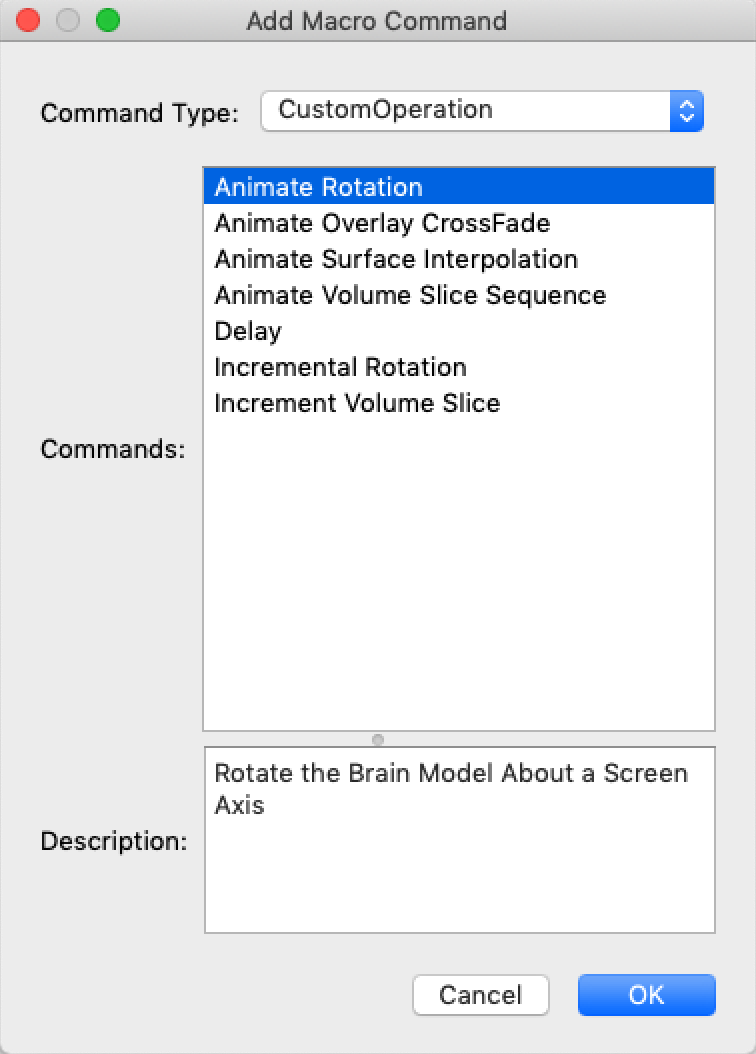 Add Macro Command
Command Type: CustomOperation
Animate Rotation
Animate Overlay CrossFade
Animate Surface Interpolation
Animate Volume Slice Sequence
Delay
Incremental Rotation
Increment Volume Slice
Commands:
Rotate the Brain Model About a Screen
Axis
Description:
Cancel OK